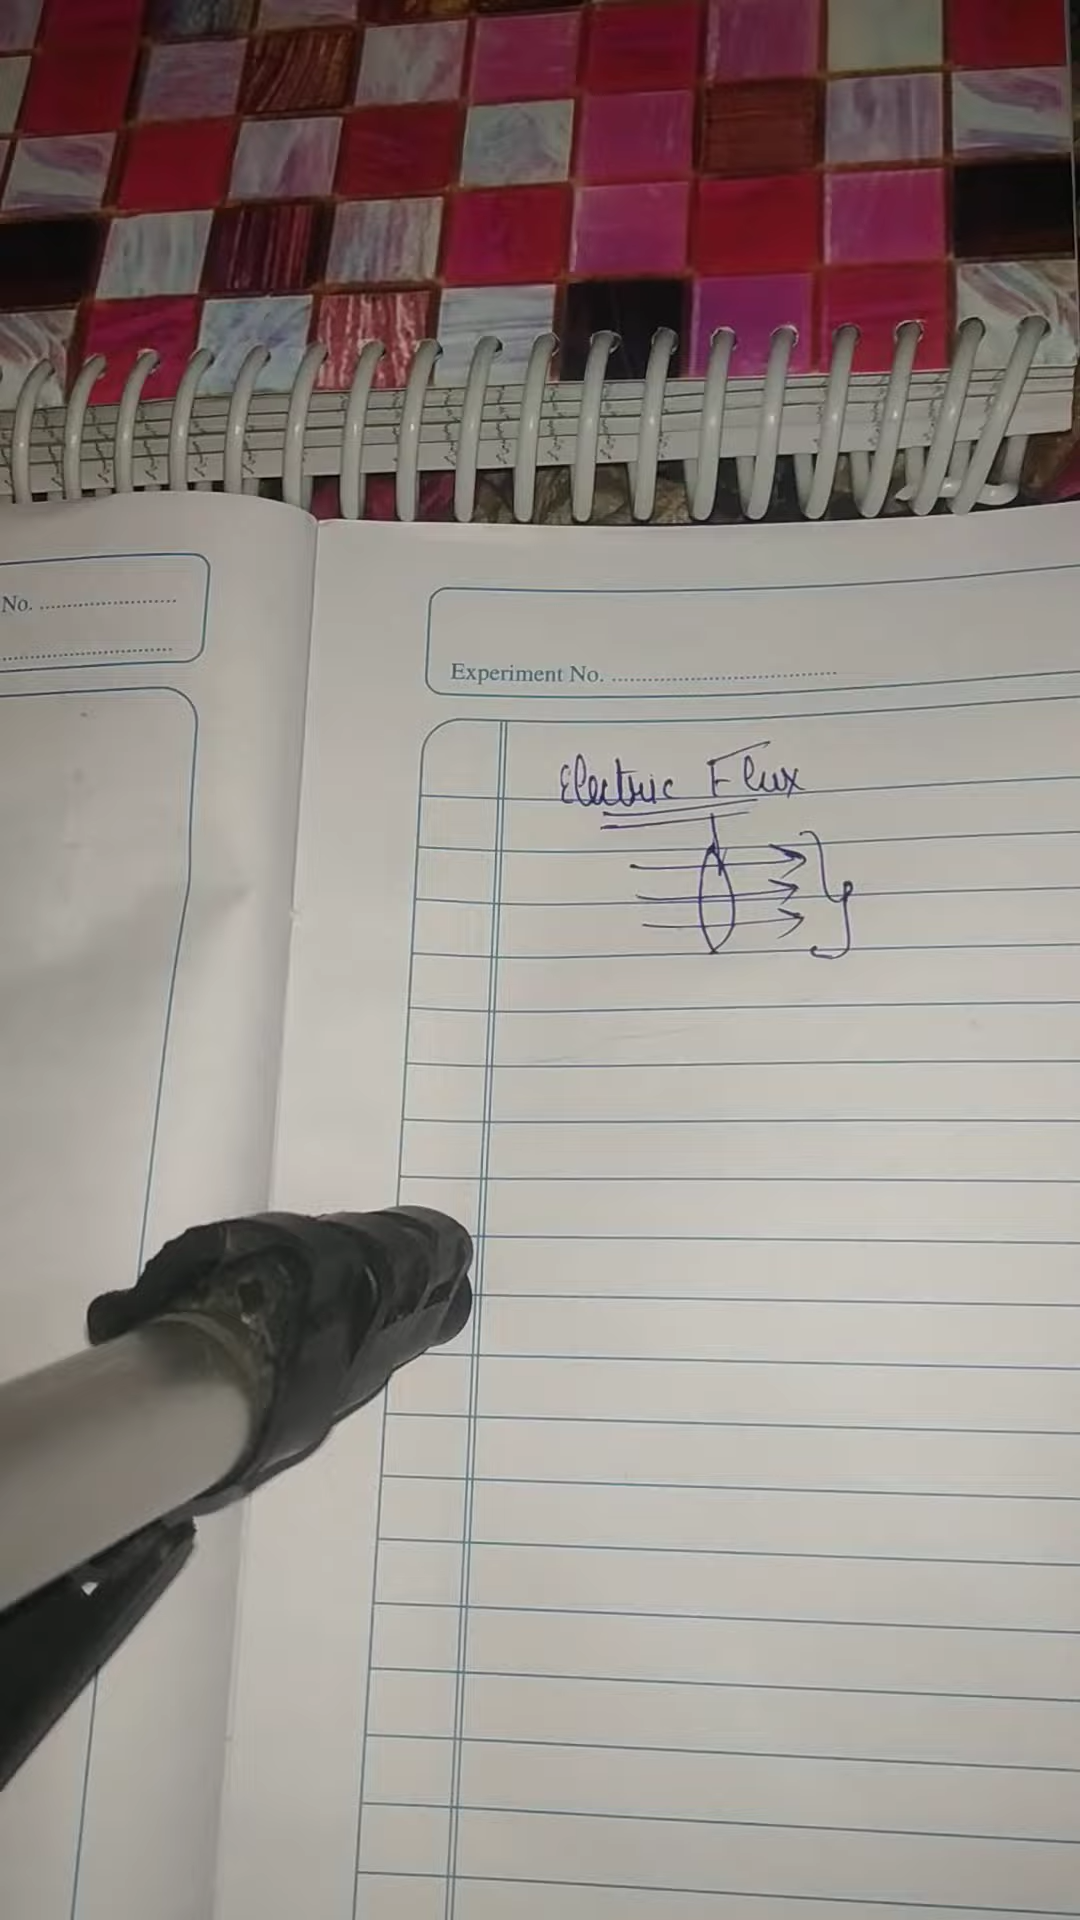 No. ............................
............................
Experiment No. ............................
Electric Flux